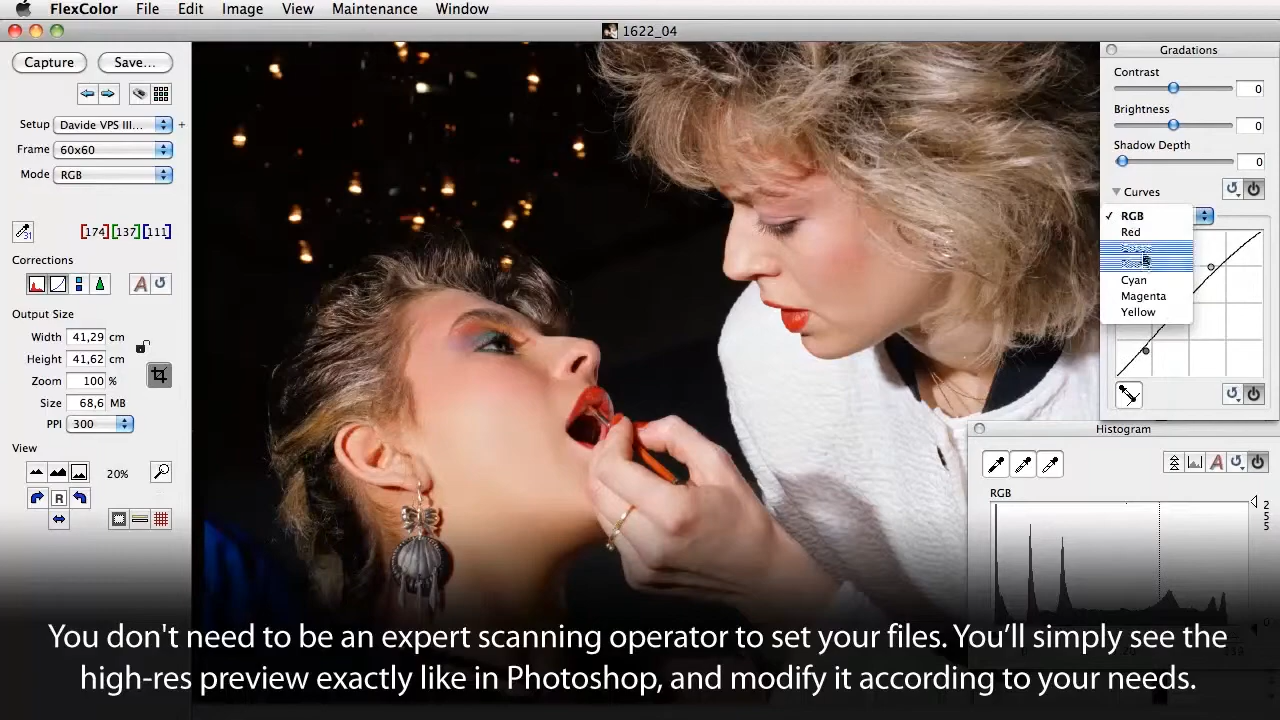 FlexColor File Edit Image View Maintenance Window
1622_04
Capture Save...
Setup Davide VPS III... +
Frame 60x60
Mode RGB
31
[174] [137] [111]
Corrections
A
Output Size
Width 41,29 cm
Height 41,62 cm
Zoom 100 %
Size 68,6 MB
PPI 300
View
20%
R
Gradations
Contrast
0
Brightness
0
Shadow Depth
0
Curves
✓ RGB
Red
Cyan
Magenta
Yellow
Histogram
A
RGB
255
0
You don't need to be an expert scanning operator to set your files. You’ll simply see the
high-res preview exactly like in Photoshop, and modify it according to your needs.